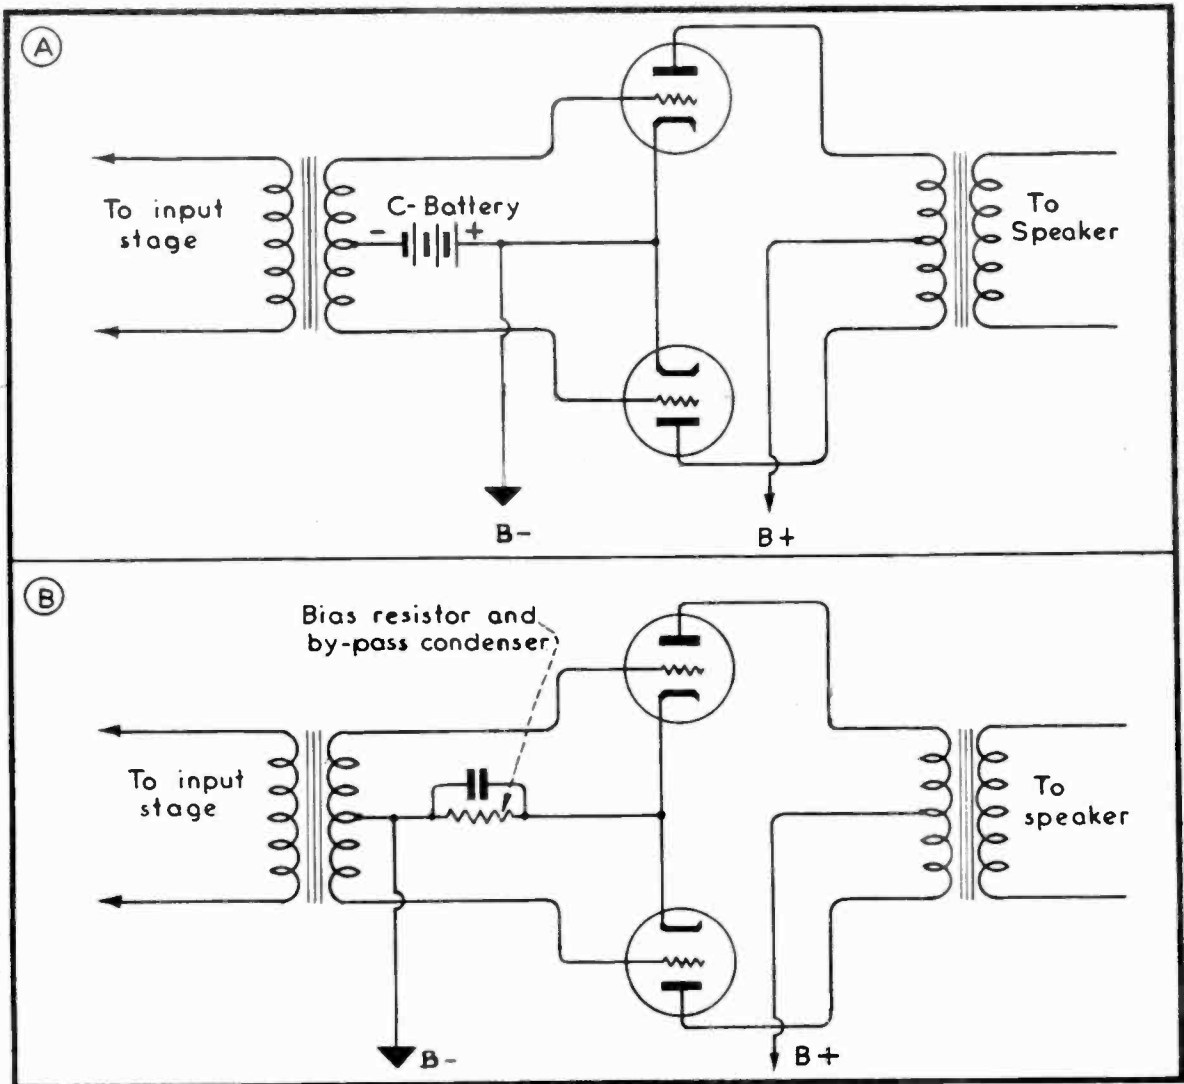 A
To input
stage
C-Battery
- +
To
Speaker
B-
B+
B
Bias resistor and
by-pass condenser
To input
stage
To
speaker
B-
B+